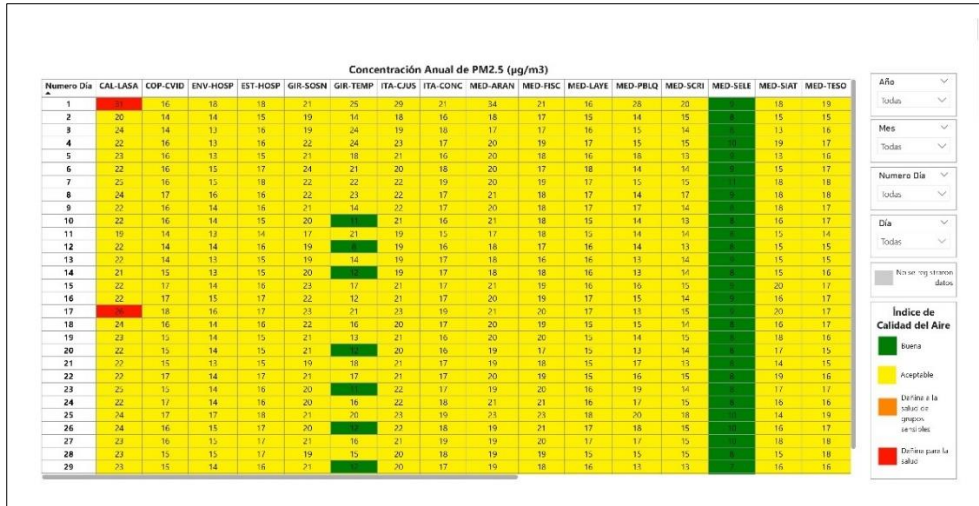 Concentración Anual de PM2.5 (µg/m3)
Numero Día CAL-LASA COP-CVID ENV-HOSP EST-HOSP GIR-SOSN GIR-TEMP ITA-CJUS ITA-CONC MED-ARAN MED-FISC MED-LAYE MED-PBLQ MED-SCRI MED-SELE MED-SIAT MED-TESO
1 16 18 18 21 25 29 21 34 21 16 28 20 18 19
2 20 14 14 15 19 14 18 16 18 17 15 14 15 15 15
3 24 14 13 16 19 24 19 18 17 17 16 15 14 13 16
4 22 16 13 16 22 24 23 17 20 19 17 15 15 10 19 17
5 23 16 13 15 21 18 21 16 20 18 16 18 13 13 16
6 22 16 15 17 24 21 20 18 20 17 18 14 14 15 17
7 25 16 15 18 22 22 22 19 20 19 17 15 15 11 18 18
8 24 17 16 16 22 23 22 17 21 18 17 14 17 18 18
9 22 16 14 16 21 14 22 17 20 18 17 17 14 18 17
10 22 16 14 15 20 11 21 16 21 18 15 14 13 16 17
11 19 14 13 14 17 21 19 15 17 18 15 14 14 15 14
12 22 14 14 16 19 19 16 18 17 16 14 13 15 15
13 22 14 13 15 19 14 19 17 18 16 16 13 14 15 15
14 21 15 13 15 20 12 19 17 18 18 16 13 14 15 16
15 22 17 14 16 23 17 21 17 21 19 16 16 15 20 17
16 22 17 15 17 22 12 21 17 20 19 17 15 14 16 17
17 18 16 17 23 21 23 19 21 20 17 13 15 20 17
18 24 16 14 16 22 16 20 17 20 19 15 15 14 16 17
19 23 15 14 15 21 13 21 16 20 20 15 14 15 18 16
20 22 15 14 15 21 12 20 16 19 17 15 13 14 17 15
21 22 15 13 15 19 18 21 17 19 18 15 17 13 14 15
22 22 17 14 17 21 17 21 17 20 19 15 16 15 19 16
23 25 15 14 16 20 22 17 19 20 16 19 14 17 17
24 22 17 14 16 20 16 22 18 21 21 16 17 15 16 16
25 24 17 17 18 21 20 23 19 23 23 18 20 18 14 19
26 24 16 15 17 20 12 22 18 19 21 17 18 15 10 16 17
27 23 16 15 17 21 16 21 19 19 20 17 17 15 10 18 18
28 23 15 15 17 19 15 20 18 19 19 15 15 15 15 18
29 23 15 14 16 21 20 17 19 18 16 13 13 16 16
Año
Todas
Mes
Todas
Numero Día
Todas
Día
Todas
No se registraron
datos
Índice de
Calidad del Aire
Buena
Aceptable
Dañina a la
salud de
grupos
sensibles
Dañina para la
salud